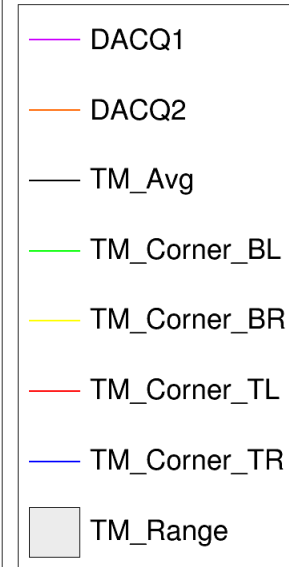 DACQ1
DACQ2
TM_Avg
TM_Corner_BL
TM_Corner_BR
TM_Corner_TL
TM_Corner_TR
TM_Range